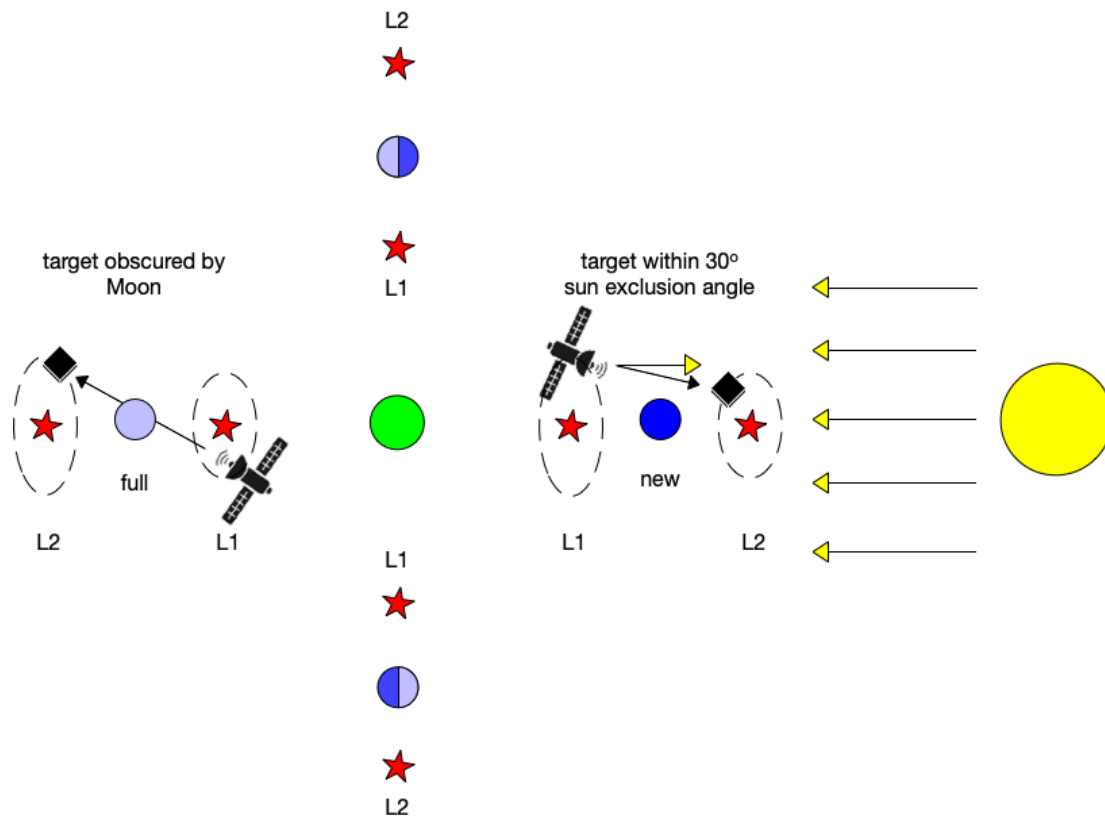 L2
target obscured by
Moon
L1
target within 30º
sun exclusion angle
full
new
L2
L1
L1
L1
L2
L2